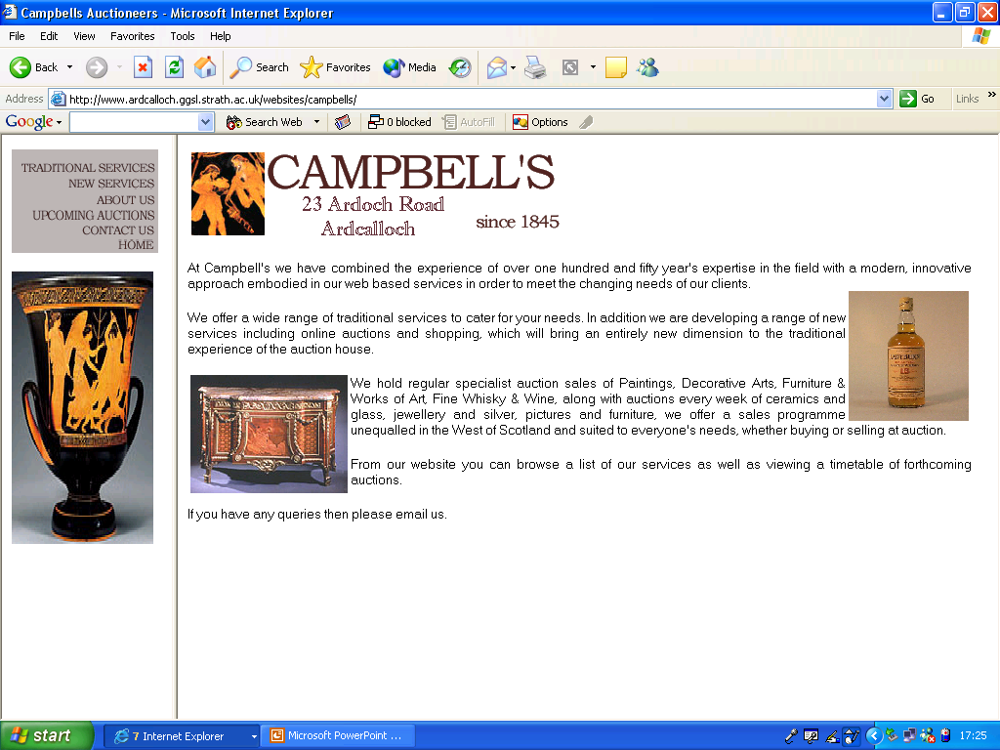 Campbells Auctioneers - Microsoft Internet Explorer
File Edit View Favorites Tools Help
Back Search Favorites Media
Address http://www.ardcalloch.ggsl.strath.ac.uk/websites/campbells/ Go Links »
Google Search Web 0 blocked AutoFill Options
TRADITIONAL SERVICES
NEW SERVICES
ABOUT US
UPCOMING AUCTIONS
CONTACT US
HOME
CAMPBELL'S
23 Ardoch Road
Ardcalloch
since 1845
At Campbell's we have combined the experience of over one hundred and fifty year's expertise in the field with a modern, innovative
approach embodied in our web based services in order to meet the changing needs of our clients.
We offer a wide range of traditional services to cater for your needs. In addition we are developing a range of new
services including online auctions and shopping, which will bring an entirely new dimension to the traditional
experience of the auction house.
We hold regular specialist auction sales of Paintings, Decorative Arts, Furniture &
Works of Art, Fine Whisky & Wine, along with auctions every week of ceramics and
glass, jewellery and silver, pictures and furniture, we offer a sales programme
unequalled in the West of Scotland and suited to everyone's needs, whether buying or selling at auction.
From our website you can browse a list of our services as well as viewing a timetable of forthcoming
auctions.
If you have any queries then please email us.
start 7 Internet Explorer Microsoft PowerPoint ... 17:25